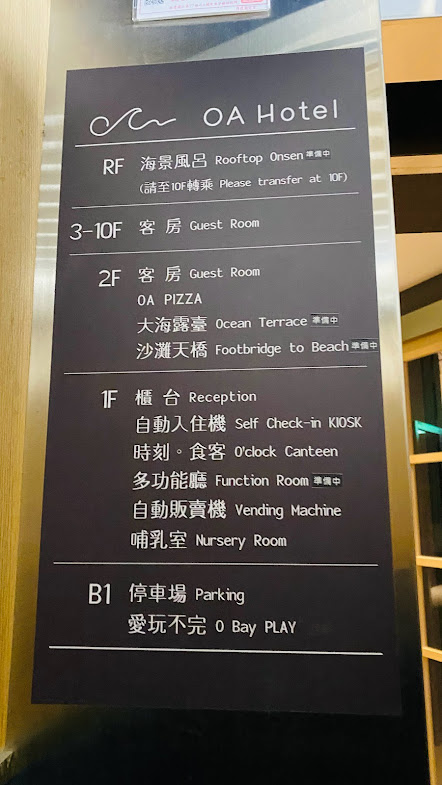 OA Hotel
RF 海景風呂 Rooftop Onsen 準備中
(請至10F轉乘 Please transfer at 10F)
3-10F 客 房 Guest Room
2F 客 房 Guest Room
OA PIZZA
大海露臺 Ocean Terrace 準備中
沙灘天橋 Footbridge to Beach 準備中
1F 櫃 台 Reception
自動入住機 Self Check-in KIOSK
時刻。食客 O'clock Canteen
多功能廳 Function Room 準備中
自動販賣機 Vending Machine
哺乳室 Nursery Room
B1 停車場 Parking
愛玩不完 O Bay PLAY